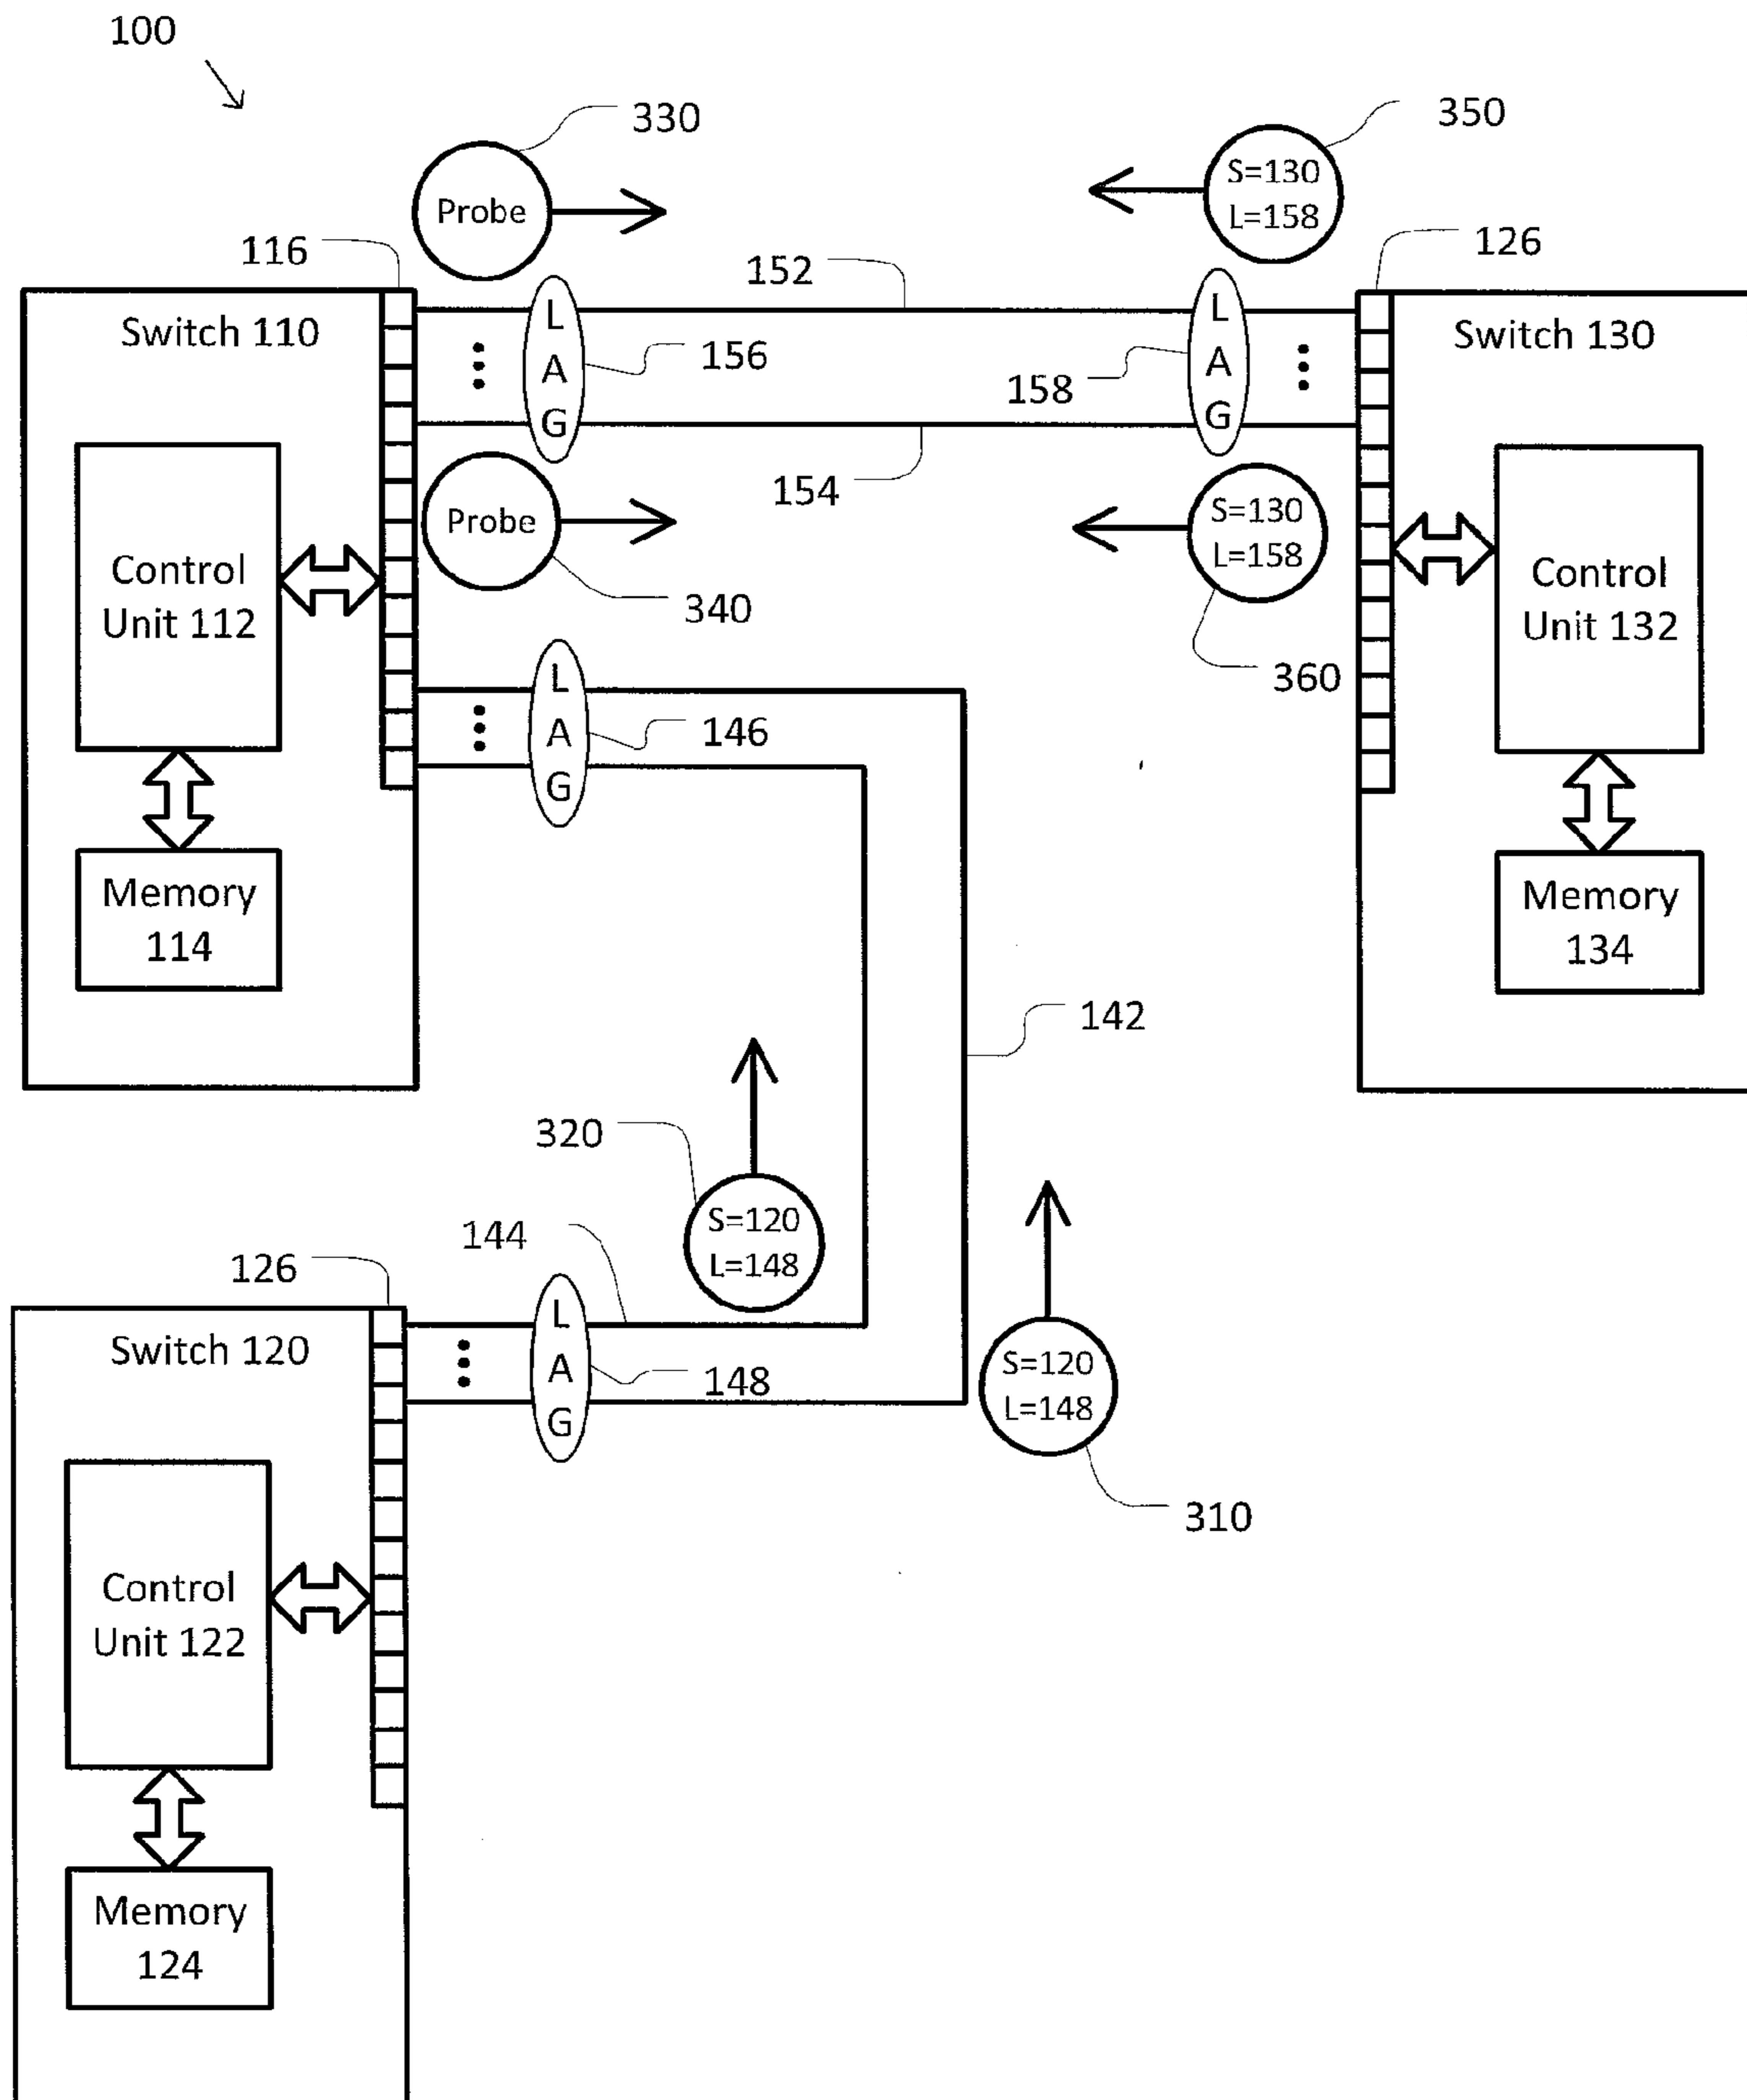 100
330
350
Probe
S=130
L=158
116
152
126
Switch 110
L
A
G
156
158
L
A
G
Switch 130
154
Probe
S=130
L=158
Control
Unit 112
340
360
Control
Unit 132
L
A
G
146
Memory
114
Memory
134
142
320
S=120
L=148
144
126
Switch 120
L
A
G
148
S=120
L=148
310
Control
Unit 122
Memory
124